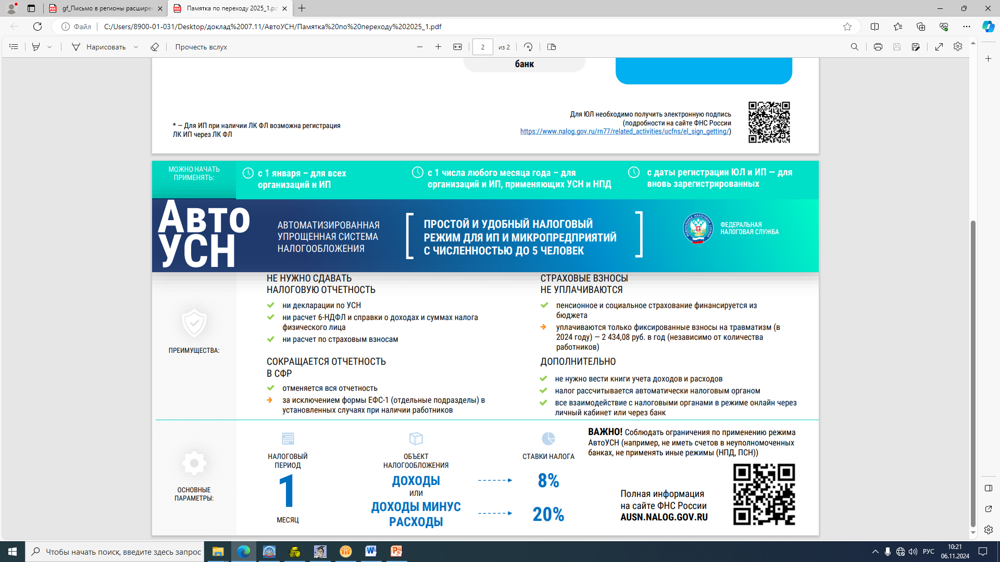 gf_Письмо в регионы расширен
Памятка по переходу 2025_1.pd
Файл
C:/Users/8900-01-031/Desktop/доклад%2007.11/АвтоУСН/Памятка%20по%20переходу%202025_1.pdf
Нарисовать
Прочесть вслух
2
из 2
банк
* – Для ИП при наличии ЛК ФЛ возможна регистрация
ЛК ИП через ЛК ФЛ
Для ЮЛ необходимо получить электронную подпись
(подробности на сайте ФНС России
https://www.nalog.gov.ru/rn77/related_activities/ucfns/el_sign_getting/)
МОЖНО НАЧАТЬ
ПРИМЕНЯТЬ:
с 1 января – для всех
организаций и ИП
с 1 числа любого месяца года – для
организаций и ИП, применяющих УСН и НПД
с даты регистрации ЮЛ и ИП — для
вновь зарегистрированных
Авто
УСН
АВТОМАТИЗИРОВАННАЯ
УПРОЩЕННАЯ СИСТЕМА
НАЛОГООБЛОЖЕНИЯ
ПРОСТОЙ И УДОБНЫЙ НАЛОГОВЫЙ
РЕЖИМ ДЛЯ ИП И МИКРОПРЕДПРИЯТИЙ
С ЧИСЛЕННОСТЬЮ ДО 5 ЧЕЛОВЕК
ФЕДЕРАЛЬНАЯ
НАЛОГОВАЯ СЛУЖБА
ПРЕИМУЩЕСТВА:
НЕ НУЖНО СДАВАТЬ
НАЛОГОВУЮ ОТЧЕТНОСТЬ
ни декларации по УСН
ни расчет 6-НДФЛ и справки о доходах и суммах налога
физического лица
ни расчет по страховым взносам
СТРАХОВЫЕ ВЗНОСЫ
НЕ УПЛАЧИВАЮТСЯ
пенсионное и социальное страхование финансируется из
бюджета
уплачиваются только фиксированные взносы на травматизм (в
2024 году) — 2 434,08 руб. в год (независимо от количества
работников)
СОКРАЩАЕТСЯ ОТЧЕТНОСТЬ
В СФР
отменяется вся отчетность
за исключением формы ЕФС-1 (отдельные подразделы) в
установленных случаях при наличии работников
ДОПОЛНИТЕЛЬНО
не нужно вести книги учета доходов и расходов
налог рассчитывается автоматически налоговым органом
все взаимодействие с налоговыми органами в режиме онлайн через
личный кабинет или через банк
ОСНОВНЫЕ
ПАРАМЕТРЫ:
НАЛОГОВЫЙ
ПЕРИОД
1
МЕСЯЦ
ОБЪЕКТ
НАЛОГООБЛОЖЕНИЯ
ДОХОДЫ
ИЛИ
ДОХОДЫ МИНУС
РАСХОДЫ
СТАВКИ НАЛОГА
8%
20%
ВАЖНО! Соблюдать ограничения по применению режима
АвтоУСН (например, не иметь счетов в неуполномоченных
банках, не применять иные режимы (НПД, ПСН))
Полная информация
на сайте ФНС России
AUSN.NALOG.GOV.RU
Чтобы начать поиск, введите здесь запрос
РУС
10:21
06.11.2024